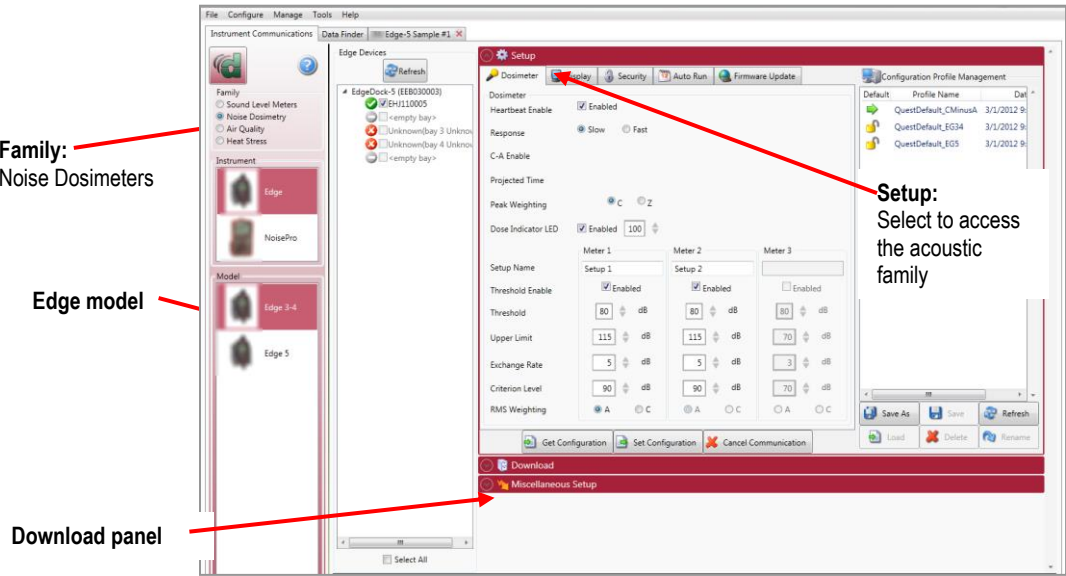 File Configure Manage Tools Help
Instrument Communications Data Finder Edge-5 Sample #1
Family
Sound Level Meters
Noise Dosimetry
Air Quality
Heat Stress
Instrument
Edge
NoisePro
Model
Edge 3-4
Edge 5
Edge Devices
Refresh
EdgeDock-5 (EEB030003)
EHJ110005
<empty bay>
Unknown(bay 3 Unknov
Unknown(bay 4 Unknov
<empty bay>
Select All
Setup
Dosimeter Display Security Auto Run Firmware Update
Dosimeter
Heartbeat Enable Enabled
Response Slow Fast
C-A Enable
Projected Time
Peak Weighting C Z
Dose Indicator LED Enabled 100
Meter 1 Meter 2 Meter 3
Setup Name Setup 1 Setup 2
Threshold Enable Enabled Enabled Enabled
Threshold 80 dB 80 dB 80 dB
Upper Limit 115 dB 115 dB 70 dB
Exchange Rate 5 dB 5 dB 3 dB
Criterion Level 90 dB 90 dB 70 dB
RMS Weighting A C A C A C
Get Configuration Set Configuration Cancel Communication
Configuration Profile Management
Default Profile Name Dat
QuestDefault_CMinusA 3/1/2012 9:
QuestDefault_EG34 3/1/2012 9:
QuestDefault_EG5 3/1/2012 9:
Save As Save Refresh
Load Delete Rename
Download
Miscellaneous Setup
Family:
Noise Dosimeters
Edge model
Download panel
Setup:
Select to access
the acoustic
family